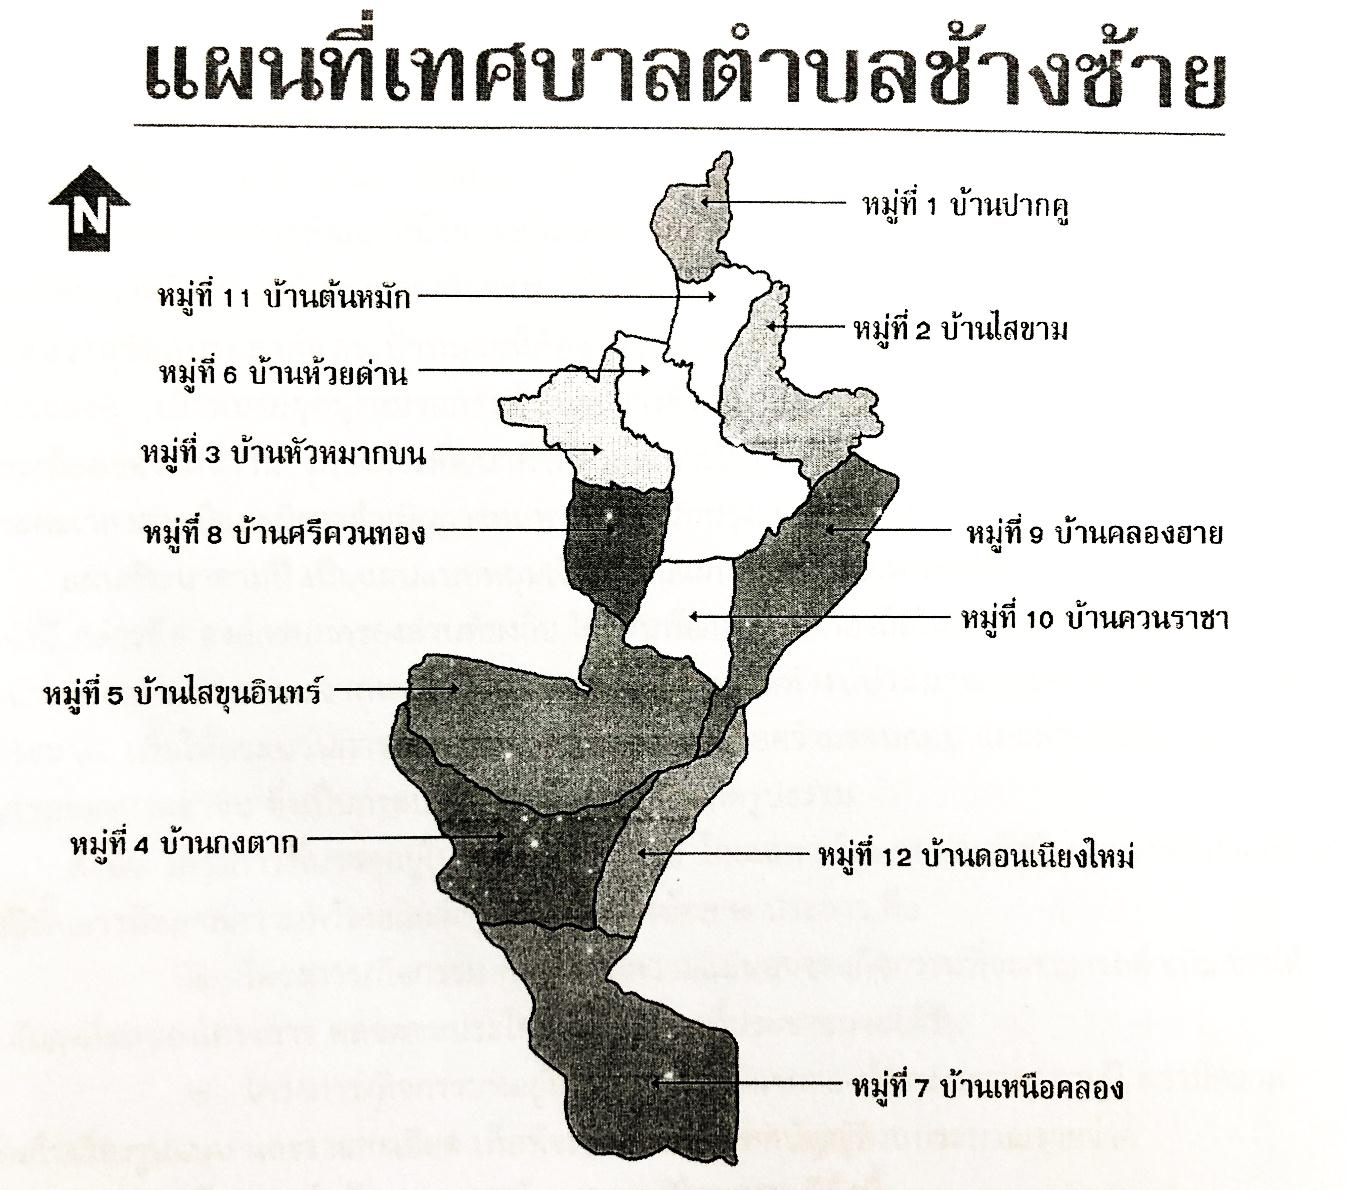 แผนที่เทศบาลตำบลช้างซ้าย
N
หมู่ที่ 1 บ้านปากคู
หมู่ที่ 11 บ้านต้นหมัก
หมู่ที่ 2 บ้านไสขาม
หมู่ที่ 6 บ้านห้วยด่าน
หมู่ที่ 3 บ้านหัวหมากบน
หมู่ที่ 8 บ้านศรีควนทอง
หมู่ที่ 9 บ้านคลองฮาย
หมู่ที่ 10 บ้านควนราชา
หมู่ที่ 5 บ้านไสขุนอินทร์
หมู่ที่ 4 บ้านกงตาก
หมู่ที่ 12 บ้านดอนเนียงใหม่
หมู่ที่ 7 บ้านเหนือคลอง